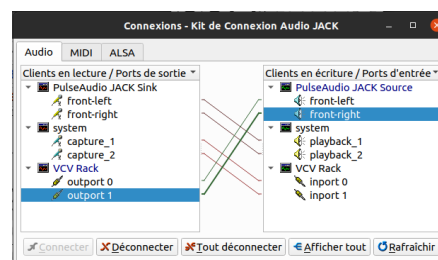 Connexions - Kit de Connexion Audio JACK
Audio MIDI ALSA
Clients en lecture / Ports de sortie
PulseAudio JACK Sink
front-left
front-right
system
capture_1
capture_2
VCV Rack
outport 0
outport 1
Clients en écriture / Ports d'entrée
PulseAudio JACK Source
front-left
front-right
system
playback_1
playback_2
VCV Rack
inport 0
inport 1
Connecter Déconnecter Tout déconnecter Afficher tout Rafraîchir